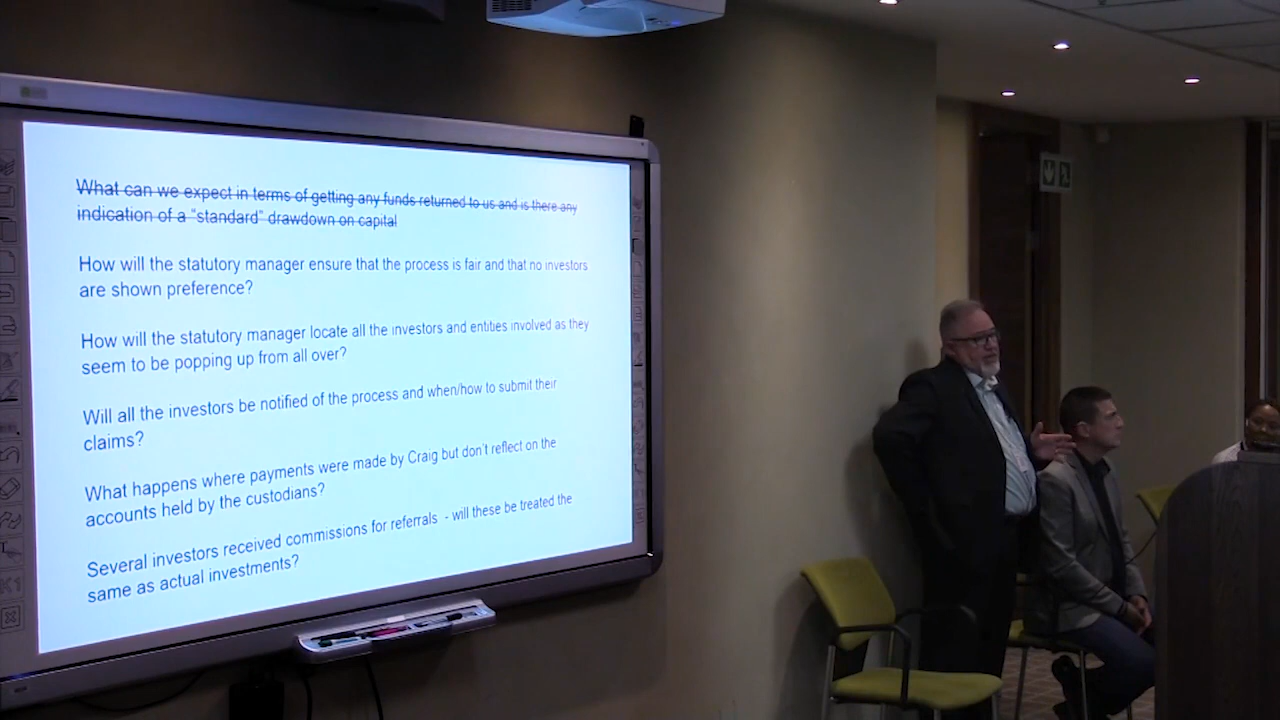 What can we expect in terms of getting any funds returned to us and is there any
indication of a "standard" drawdown on capital
How will the statutory manager ensure that the process is fair and that no investors
are shown preference?
How will the statutory manager locate all the investors and entities involved as they
seem to be popping up from all over?
Will all the investors be notified of the process and when/how to submit their
claims?
What happens where payments were made by Craig but don't reflect on the
accounts held by the custodians?
Several investors received commissions for referrals - will these be treated the
same as actual investments?